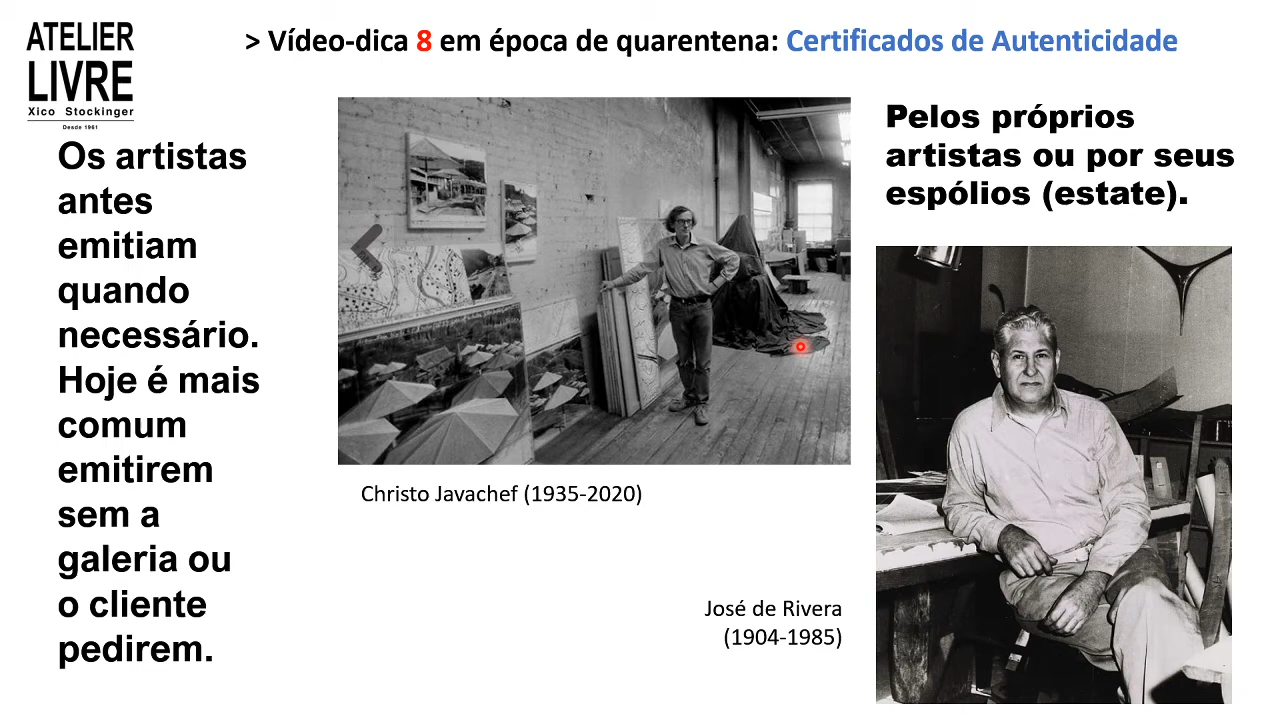 ATELIER
LIVRE
Xico Stockinger
Desde 1961
> Vídeo-dica 8 em época de quarentena: Certificados de Autenticidade
Os artistas
antes
emitiam
quando
necessário.
Hoje é mais
comum
emitirem
sem a
galeria ou
o cliente
pedirem.
Christo Javachef (1935-2020)
José de Rivera
(1904-1985)
Pelos próprios
artistas ou por seus
espólios (estate).